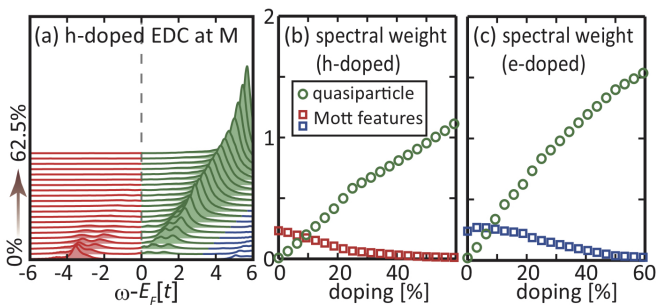 (a) h-doped EDC at M
62.5%
0%
-6 -4 -2 0 2 4 6
ω-E_F[t]
2
1
0
(b) spectral weight
(h-doped)
quasiparticle
Mott features
0 20 40
doping [%]
(c) spectral weight
(e-doped)
0 20 40 60
doping [%]